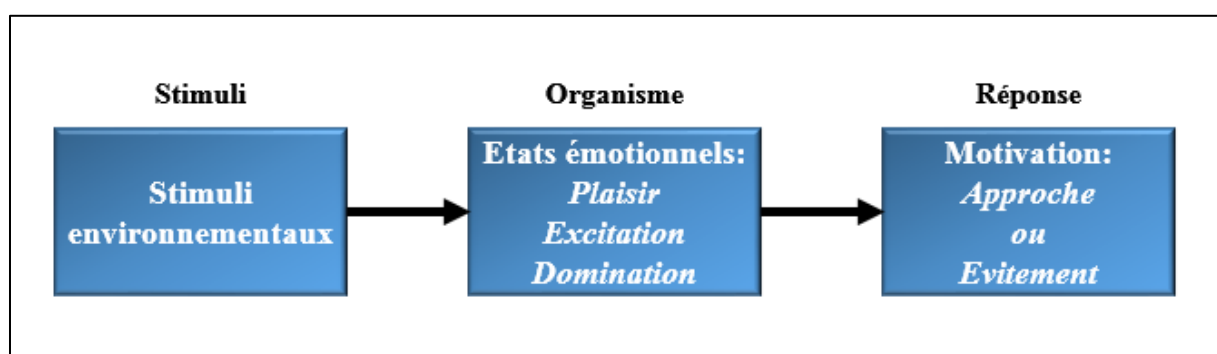 Stimuli
Organisme
Réponse
Stimuli
environnementaux
Etats émotionnels:
Plaisir
Excitation
Domination
Motivation:
Approche
ou
Evitement